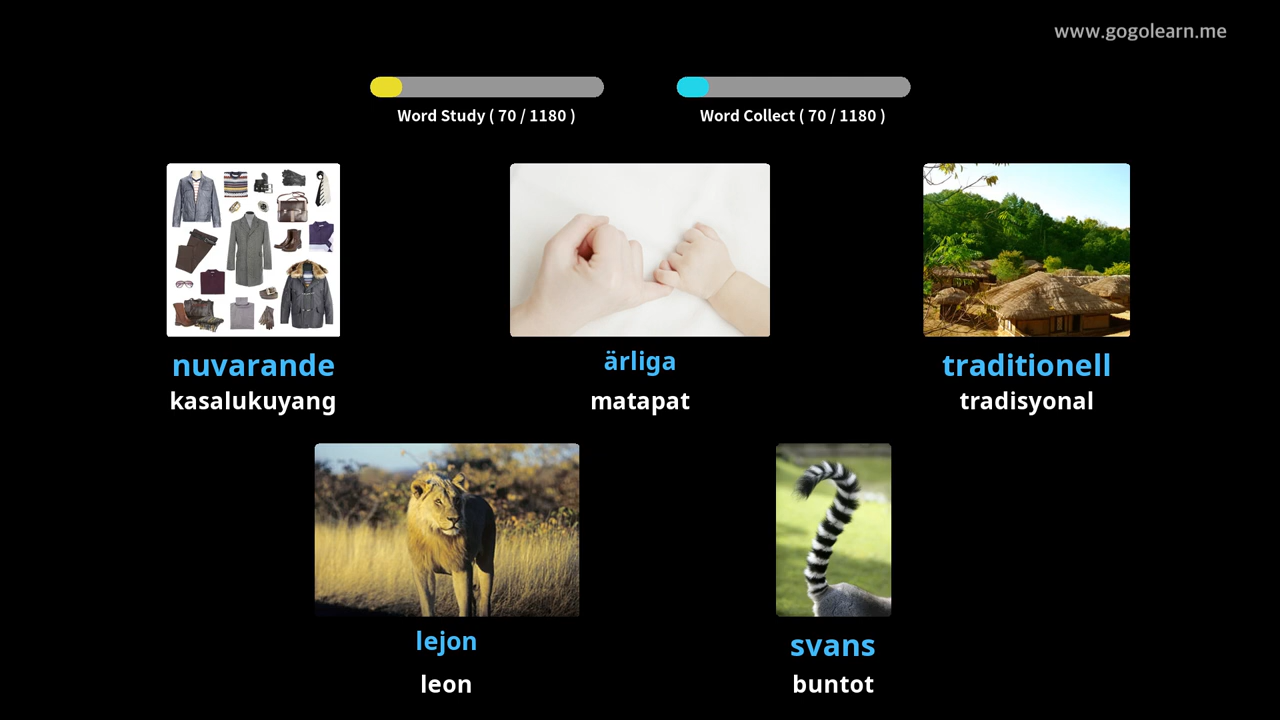 www.gogolearn.me
Word Study ( 70 / 1180 )
Word Collect ( 70 / 1180 )
nuvarande
kasalukuyang
ärliga
matapat
traditionell
tradisyonal
lejon
leon
svans
buntot